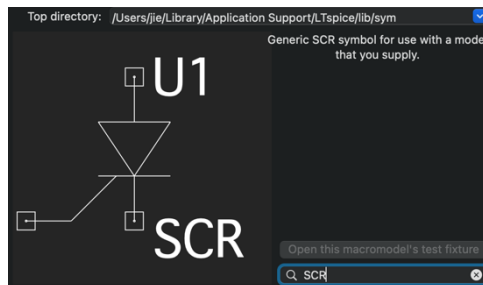 Top directory: /Users/jie/Library/Application Support/LTspice/lib/sym
Generic SCR symbol for use with a mode
that you supply.
U1
SCR
Open this macromodel's test fixture
SCR